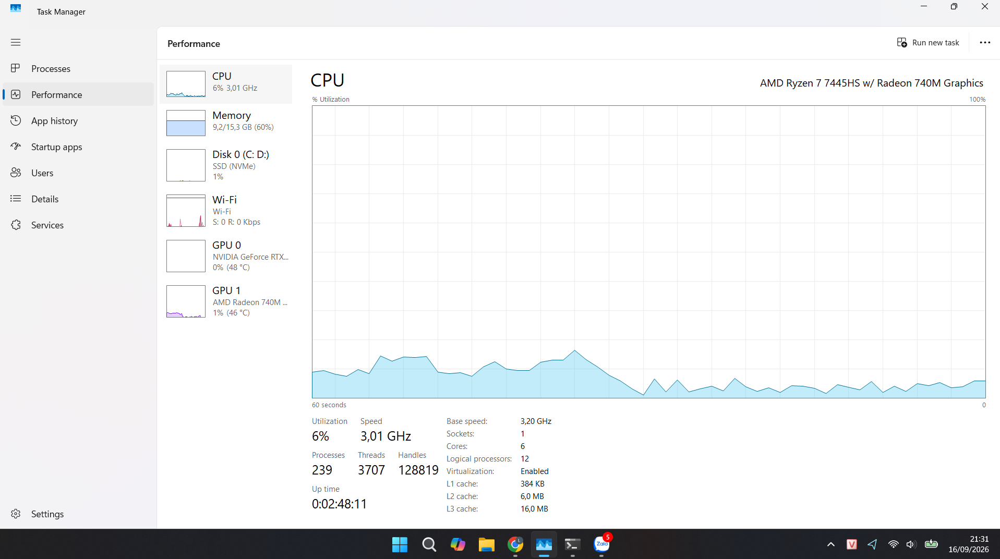 Task Manager
Performance
Run new task
Processes
Performance
App history
Startup apps
Users
Details
Services
Settings
CPU
6% 3,01 GHz
Memory
9,2/15,3 GB (60%)
Disk 0 (C: D:)
SSD (NVMe)
1%
Wi-Fi
Wi-Fi
S: 0 R: 0 Kbps
GPU 0
NVIDIA GeForce RTX...
0% (48 °C)
GPU 1
AMD Radeon 740M ...
1% (46 °C)
CPU
AMD Ryzen 7 7445HS w/ Radeon 740M Graphics
% Utilization
100%
60 seconds
0
Utilization
6%
Speed
3,01 GHz
Processes
239
Threads
3707
Handles
128819
Up time
0:02:48:11
Base speed: 3,20 GHz
Sockets: 1
Cores: 6
Logical processors: 12
Virtualization: Enabled
L1 cache: 384 KB
L2 cache: 6,0 MB
L3 cache: 16,0 MB
L
Zalo
5
V
21:31
16/09/2026